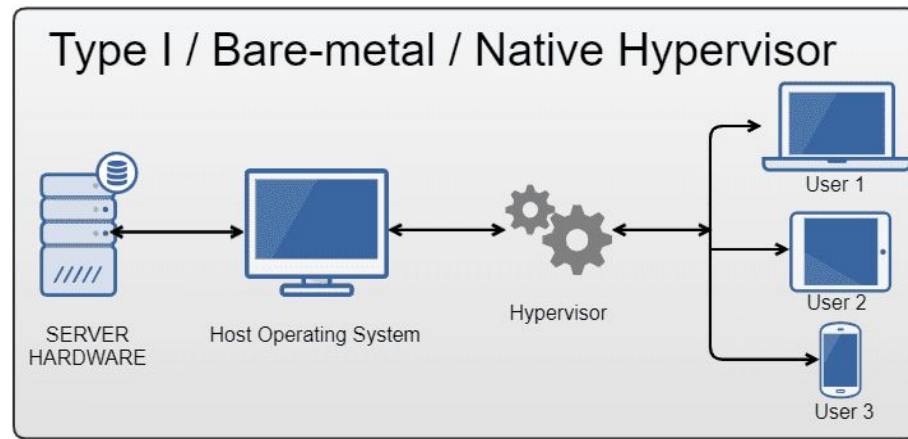 Type I / Bare-metal / Native Hypervisor
SERVER
HARDWARE
Host Operating System
Hypervisor
User 1
User 2
User 3